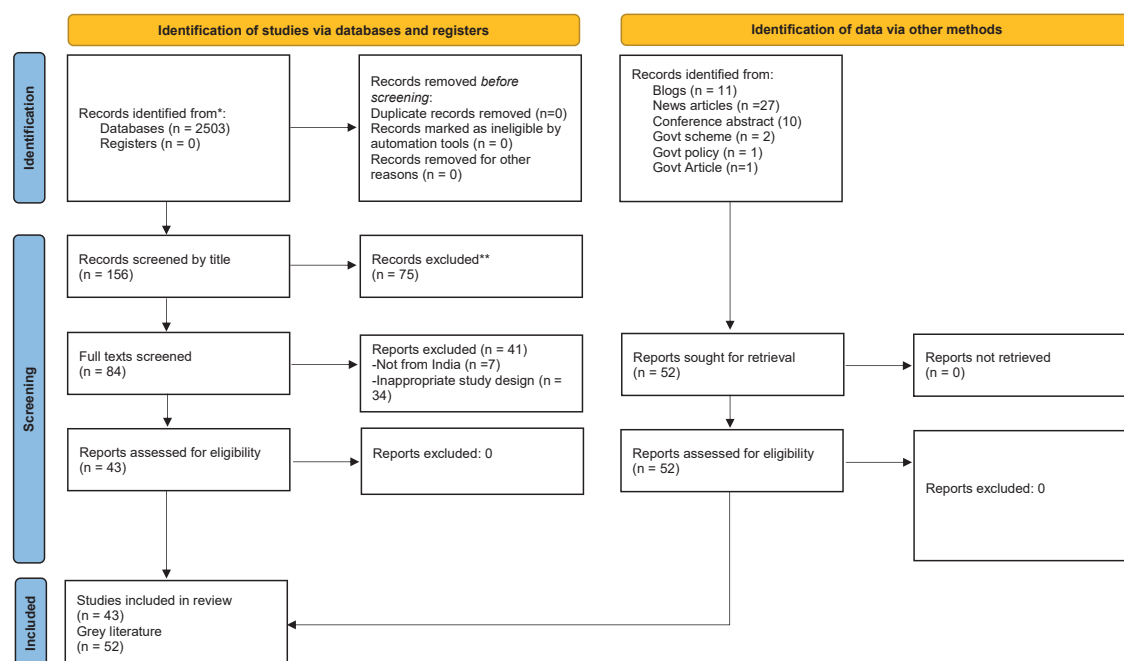 Identification of studies via databases and registers
Identification of data via other methods
Identification
Records identified from*:
Databases (n = 2503)
Registers (n = 0)
Records removed before
screening:
Duplicate records removed (n=0)
Records marked as ineligible by
automation tools (n = 0)
Records removed for other
reasons (n = 0)
Records identified from:
Blogs (n = 11)
News articles (n =27)
Conference abstract (10)
Govt scheme (n = 2)
Govt policy (n = 1)
Govt Article (n=1)
Screening
Records screened by title
(n = 156)
Records excluded**
(n = 75)
Full texts screened
(n = 84)
Reports excluded (n = 41)
-Not from India (n =7)
-Inappropriate study design (n =
34)
Reports sought for retrieval
(n = 52)
Reports not retrieved
(n = 0)
Reports assessed for eligibility
(n = 43)
Reports excluded: 0
Reports assessed for eligibility
(n = 52)
Reports excluded: 0
Included
Studies included in review
(n = 43)
Grey literature
(n = 52)